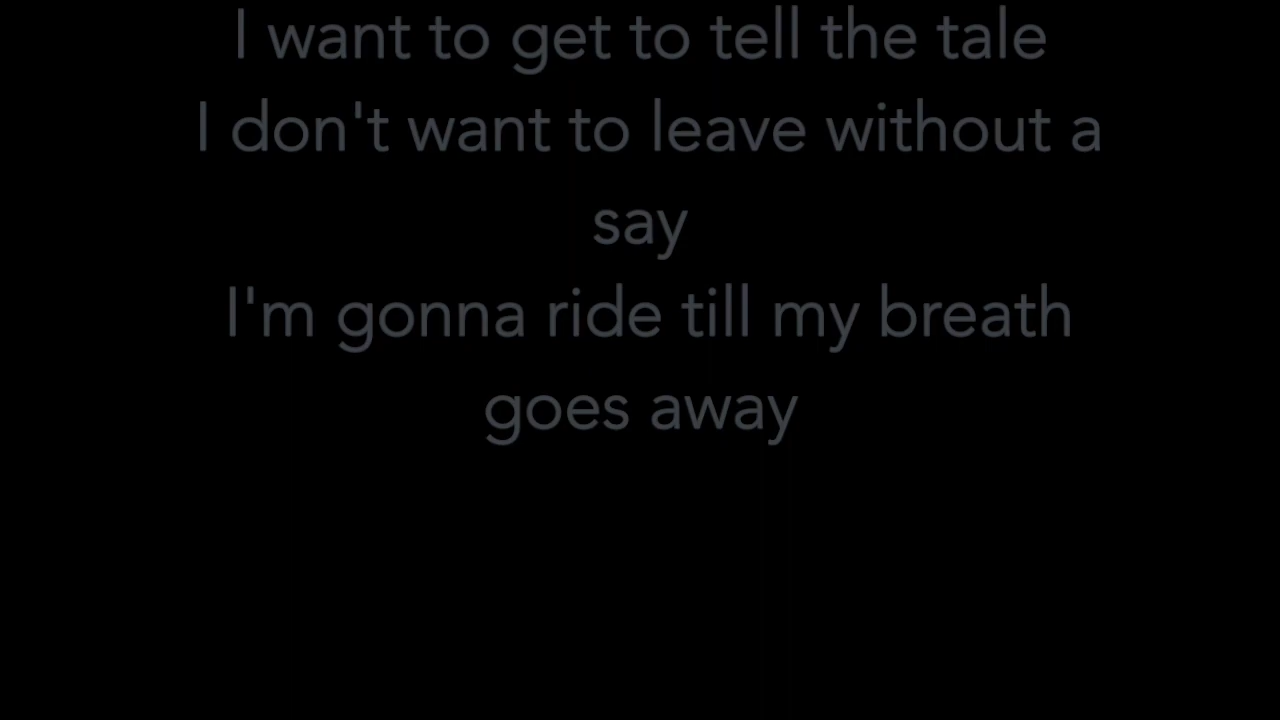 I want to get to tell the tale
I don't want to leave without a
say
I'm gonna ride till my breath
goes away